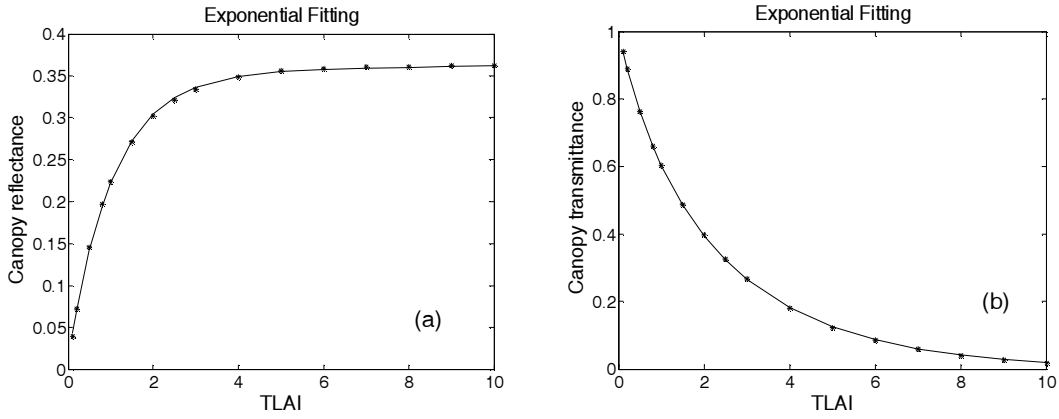 Exponential Fitting
0.4
0.35
0.3
0.25
0.2
0.15
0.1
0.05
0
Canopy reflectance
0 2 4 6 8 10
TLAI
(a)
Exponential Fitting
1
0.8
0.6
0.4
0.2
0
Canopy transmittance
0 2 4 6 8 10
TLAI
(b)